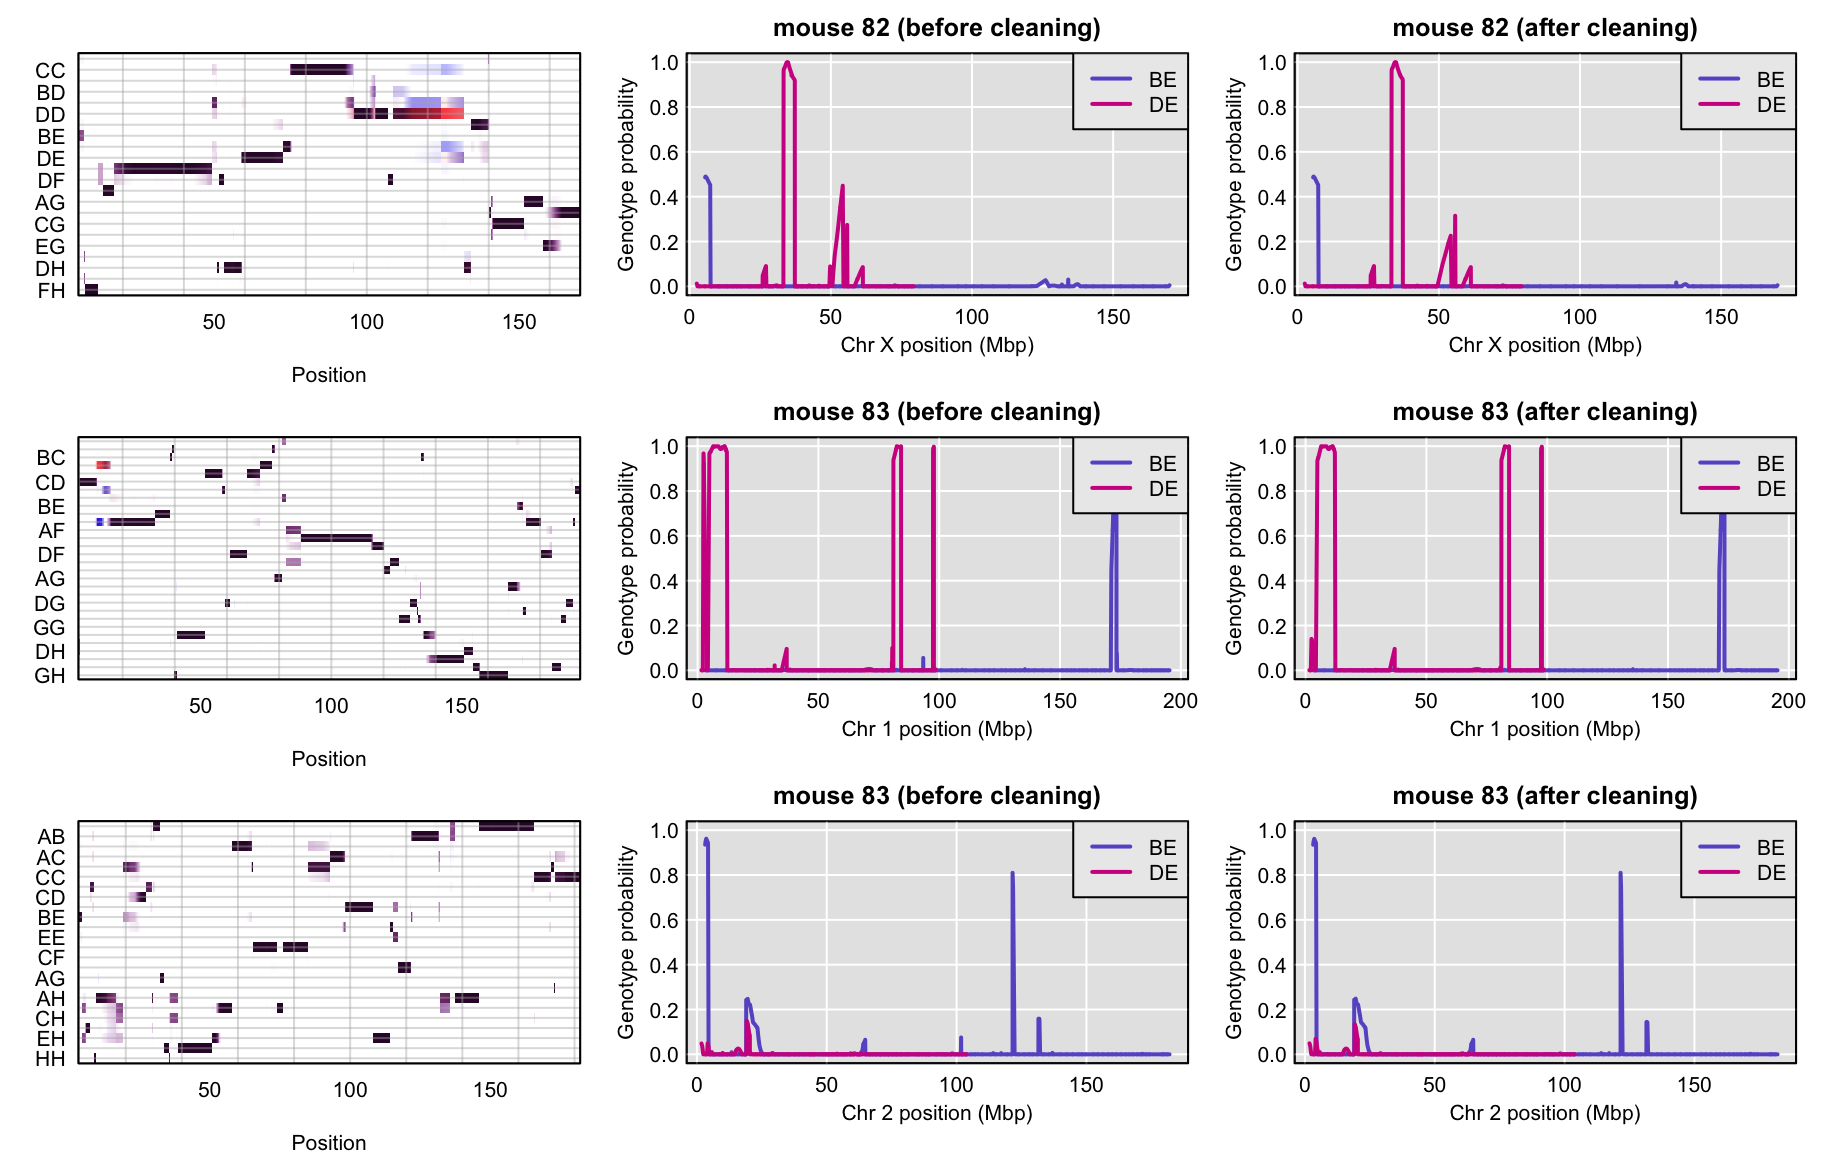 CC
BD
DD
BE
DE
DF
AG
CG
EG
DH
FH
50 100 150
Position
mouse 82 (before cleaning)
Genotype probability
1.0
0.8
0.6
0.4
0.2
0.0
BE
DE
0 50 100 150
Chr X position (Mbp)
mouse 82 (after cleaning)
Genotype probability
1.0
0.8
0.6
0.4
0.2
0.0
BE
DE
0 50 100 150
Chr X position (Mbp)
BC
CD
BE
AF
DF
AG
DG
GG
DH
GH
50 100 150
Position
mouse 83 (before cleaning)
Genotype probability
1.0
0.8
0.6
0.4
0.2
0.0
BE
DE
0 50 100 150 200
Chr 1 position (Mbp)
mouse 83 (after cleaning)
Genotype probability
1.0
0.8
0.6
0.4
0.2
0.0
BE
DE
0 50 100 150 200
Chr 1 position (Mbp)
AB
AC
CC
CD
BE
EE
CF
AG
AH
CH
EH
HH
50 100 150
Position
mouse 83 (before cleaning)
Genotype probability
1.0
0.8
0.6
0.4
0.2
0.0
BE
DE
0 50 100 150
Chr 2 position (Mbp)
mouse 83 (after cleaning)
Genotype probability
1.0
0.8
0.6
0.4
0.2
0.0
BE
DE
0 50 100 150
Chr 2 position (Mbp)